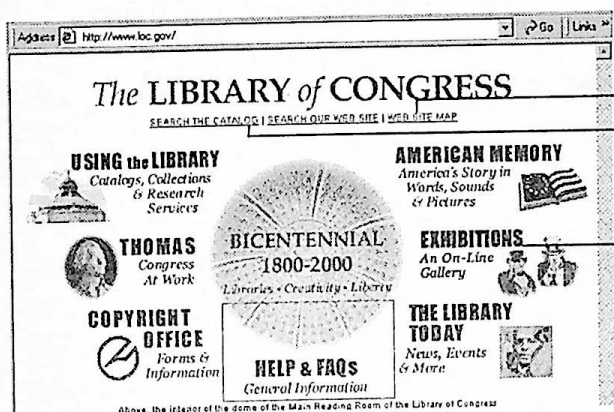 Address http://www.loc.gov/ Go Links »
The LIBRARY of CONGRESS
SEARCH THE CATALOG | SEARCH OUR WEB SITE | WEB SITE MAP
USING the LIBRARY
Catalogs, Collections
& Research
Services
THOMAS
Congress
At Work
COPYRIGHT
OFFICE
Forms &
Information
BICENTENNIAL
1800-2000
Libraries • Creativity • Liberty
HELP & FAQs
General Information
AMERICAN MEMORY
America's Story in
Words, Sounds
& Pictures
EXHIBITIONS
An On-Line
Gallery
THE LIBRARY
TODAY
News, Events
& More
Above, the interior of the dome of the Main Reading Room of the Library of Congress